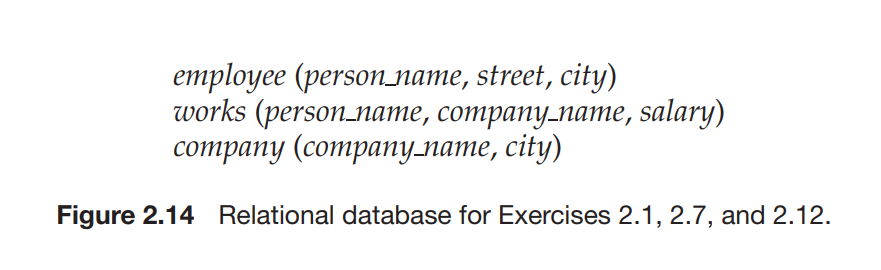 employee (person_name, street, city)
works (person_name, company_name, salary)
company (company_name, city)
Figure 2.14 Relational database for Exercises 2.1, 2.7, and 2.12.